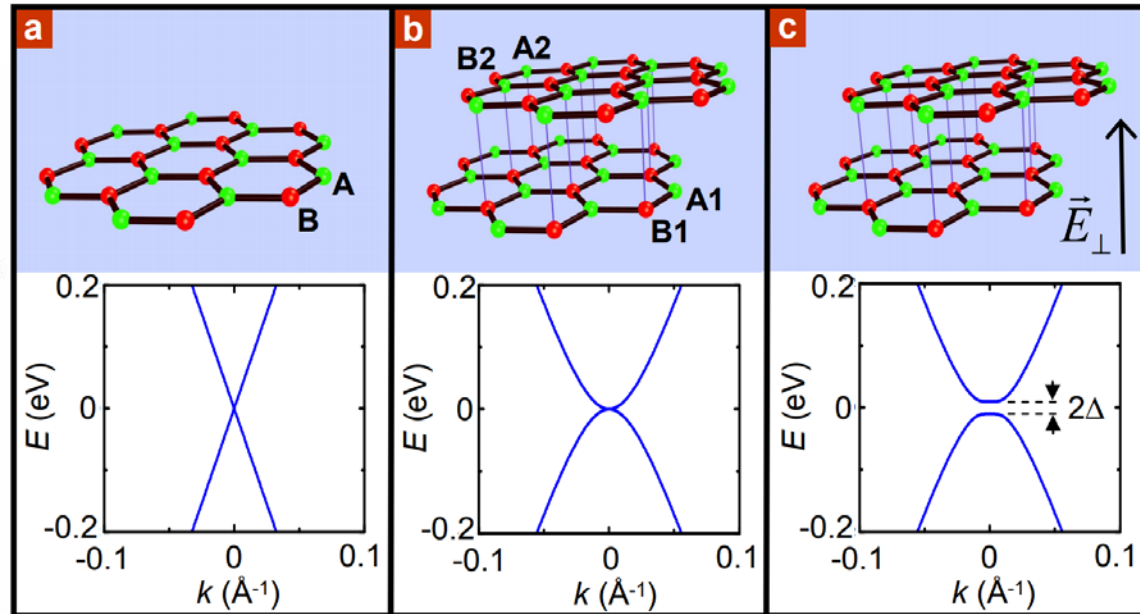 a
A
B
0.2
0
-0.2
E (eV)
-0.1
0
0.1
k (Å⁻¹)
b
B2
A2
A1
B1
0.2
0
-0.2
E (eV)
-0.1
0
0.1
k (Å⁻¹)
c
E⃗⊥
0.2
0
-0.2
E (eV)
2Δ
-0.1
0
0.1
k (Å⁻¹)